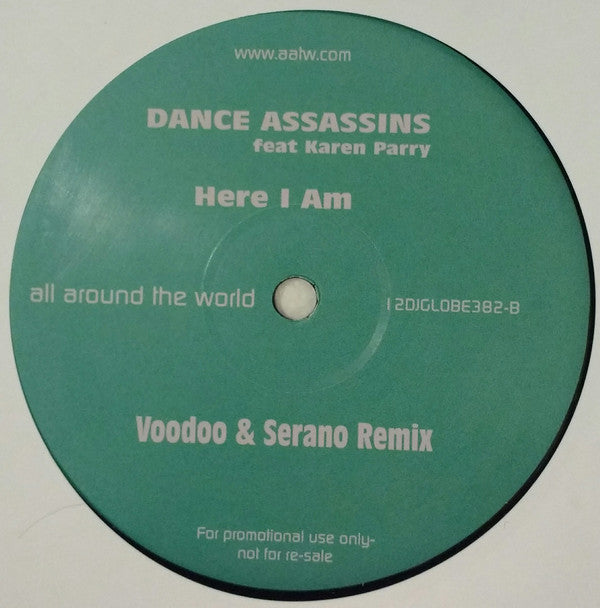 www.aatw.com
DANCE ASSASSINS
feat Karen Parry
Here I Am
all around the world
12DJGLOBE382-B
Voodoo & Serano Remix
For promotional use only-
not for re-sale